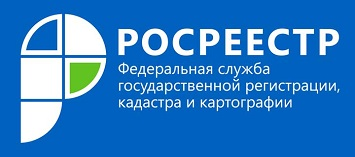 РОСРЕЕСТР
Федеральная служба
государственной регистрации,
кадастра и картографии